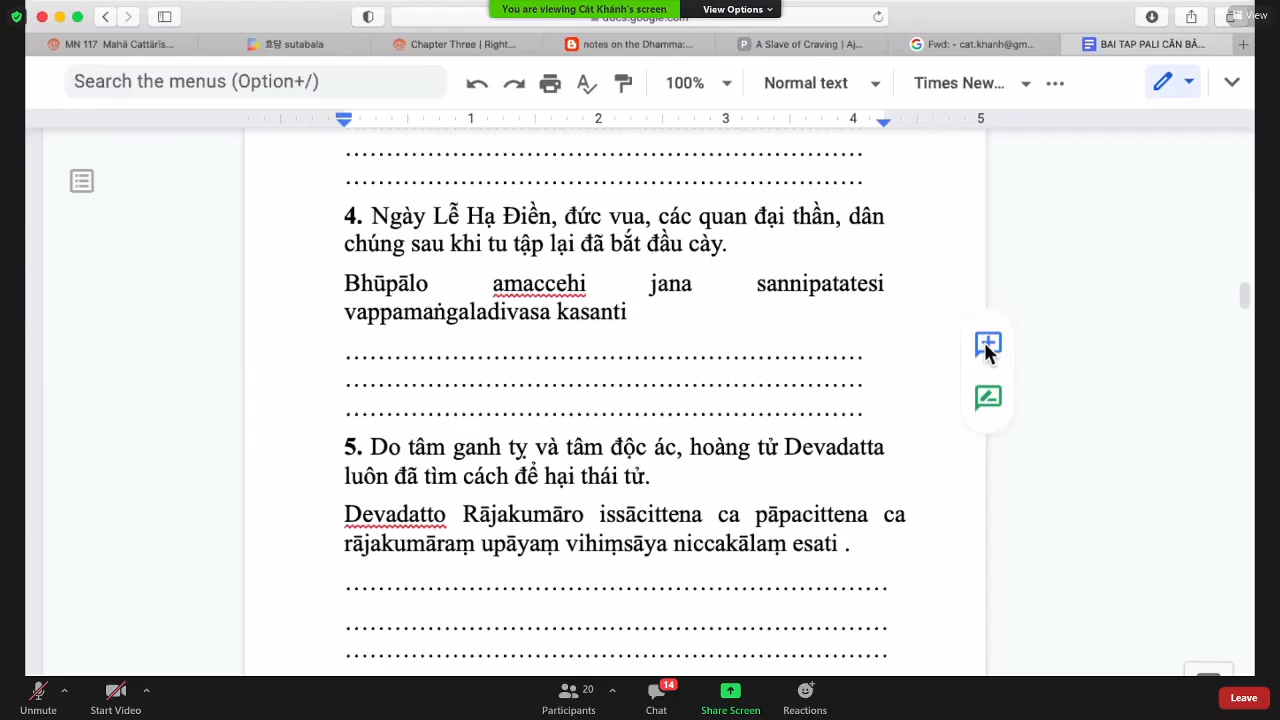 You are viewing Cát Khánh's screen
View Options
View
MN 117 Mahā Cattārīs...
효담 sutabala
Chapter Three | Right...
notes on the Dhamma:...
A Slave of Craving | Aj...
Fwd: - cat.khanh@gm...
BAI TAP PALI CĂN BẢ...
Search the menus (Option+/)
100%
Normal text
Times New...
1 2 3 4 5
4. Ngày Lễ Hạ Điền, đức vua, các quan đại thần, dân
chúng sau khi tu tập lại đã bắt đầu cày.
Bhūpālo amaccehi jana sannipatatesi
vappamaṅgaladivasa kasanti
5. Do tâm ganh tỵ và tâm độc ác, hoàng tử Devadatta
luôn đã tìm cách để hại thái tử.
Devadatto Rājakumāro issācittena ca pāpacittena ca
rājakumāraṃ upāyaṃ vihiṃsāya niccakālaṃ esati .
Unmute
Start Video
20
Participants
14
Chat
Share Screen
Reactions
Leave